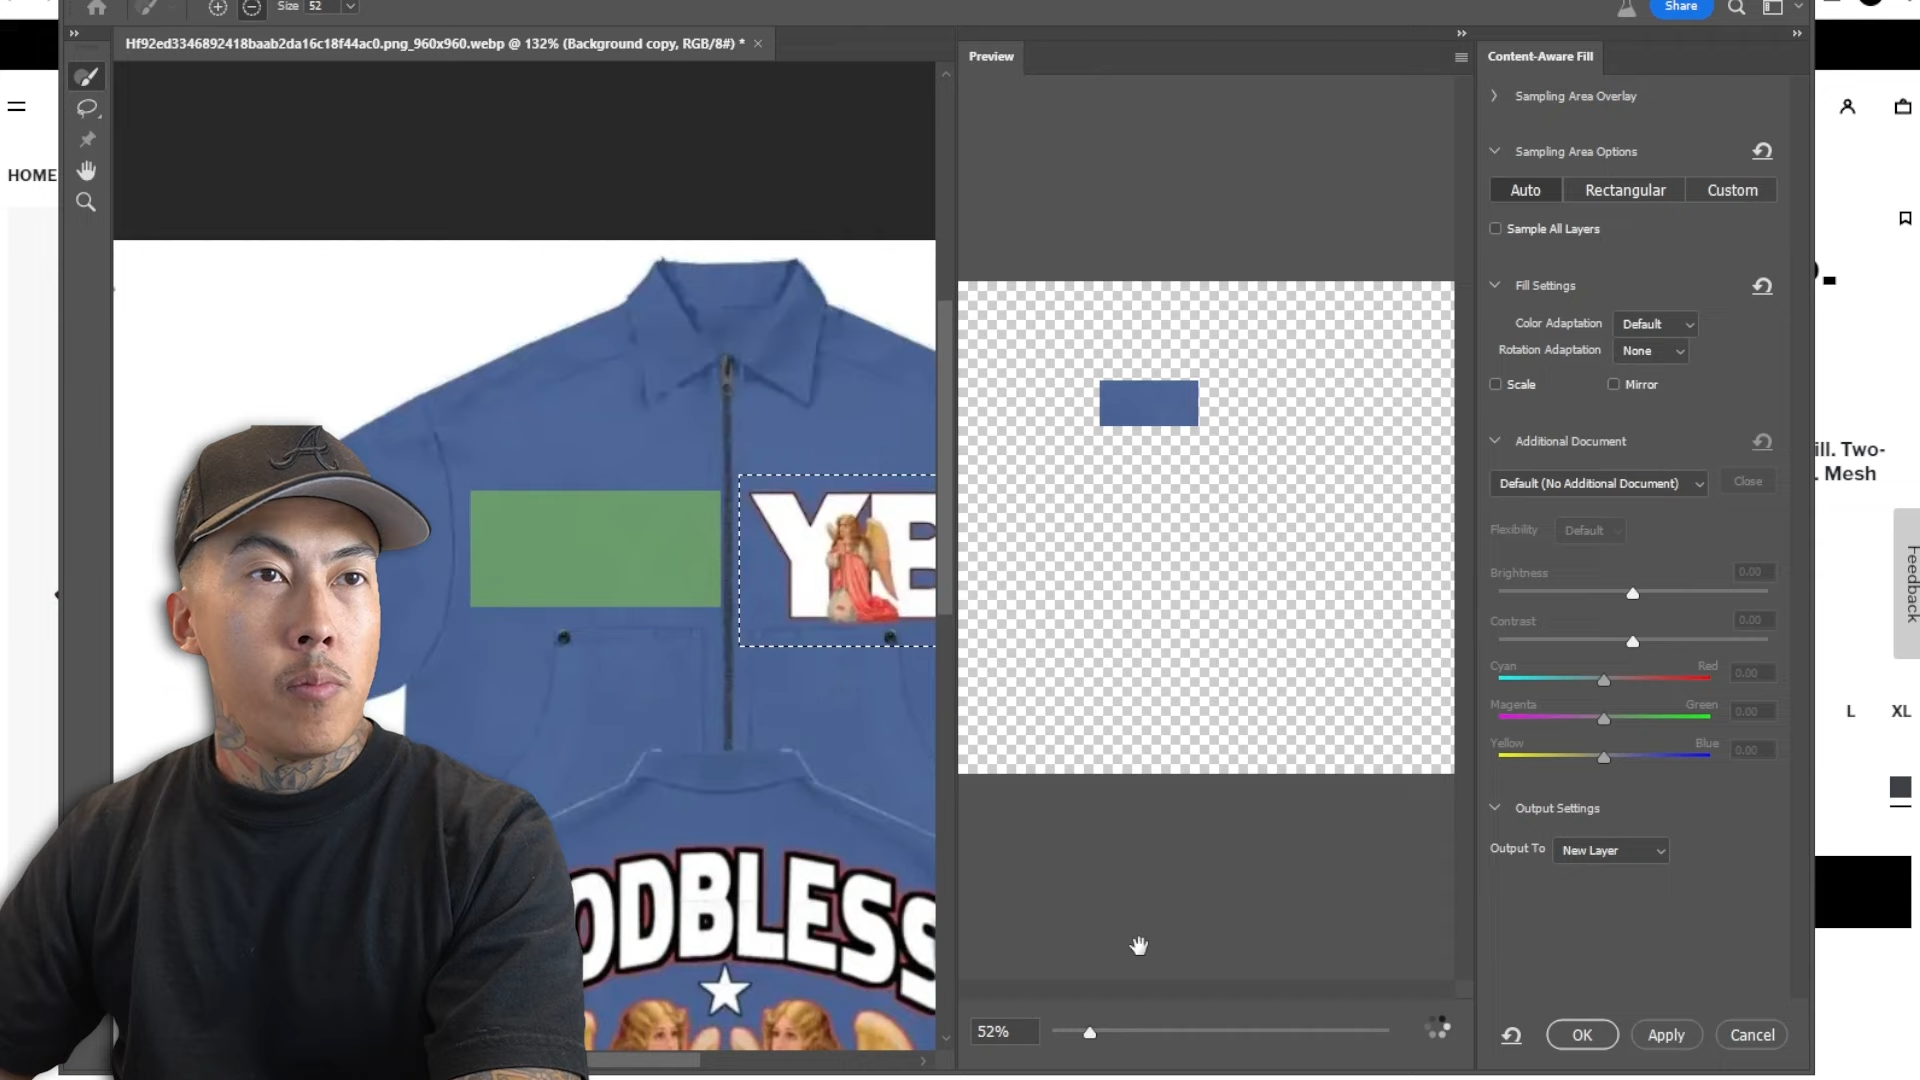 Size 52
Share
Hf92ed3346892418baab2da16c18f44ac0.png_960x960.webp @ 132% (Background copy, RGB/8#) *
Preview
Content-Aware Fill
Sampling Area Overlay
Sampling Area Options
Auto
Rectangular
Custom
Sample All Layers
Fill Settings
Color Adaptation Default
Rotation Adaptation None
Scale
Mirror
Additional Document
Default (No Additional Document)
Close
Flexibility Default
Brightness 0.00
Contrast 0.00
Cyan Red 0.00
Magenta Green 0.00
Yellow Blue 0.00
Output Settings
Output To New Layer
52%
OK
Apply
Cancel
HOME
YE
ODBLESS
A
ill. Two-
. Mesh
Feedback
L XL